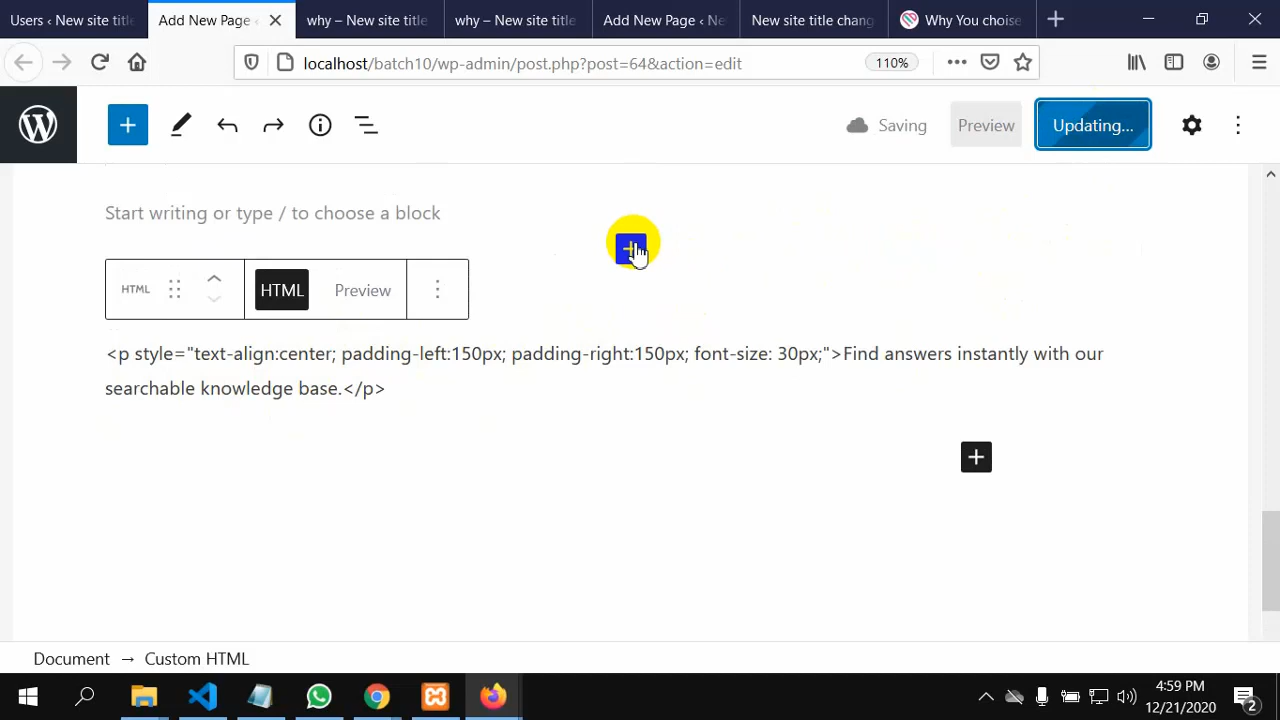 Users ‹ New site titl
Add New Page ‹
why – New site title
why – New site title
Add New Page ‹ Ne
New site title chang
Why You choise
localhost/batch10/wp-admin/post.php?post=64&action=edit
110%
Saving
Preview
Updating...
Start writing or type / to choose a block
HTML
HTML
Preview
<p style="text-align:center; padding-left:150px; padding-right:150px; font-size: 30px;">Find answers instantly with our
searchable knowledge base.</p>
Document → Custom HTML
4:59 PM
12/21/2020
2